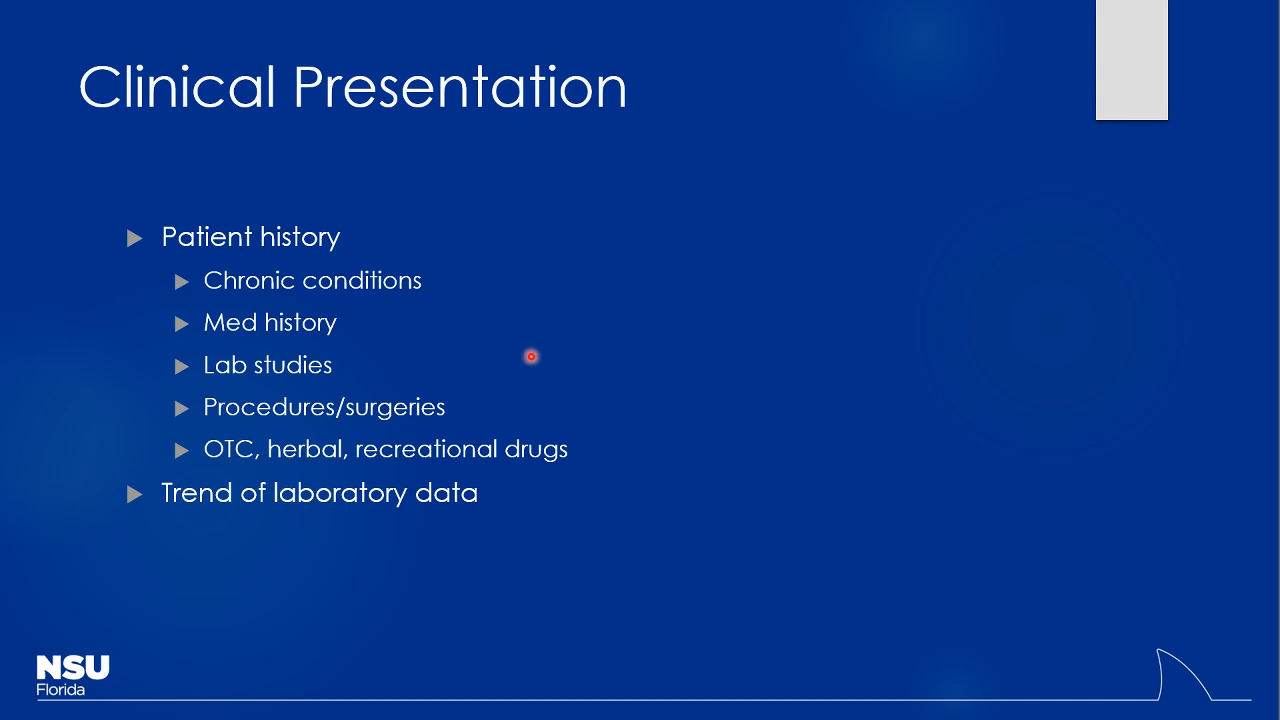 Clinical Presentation
Patient history
Chronic conditions
Med history
Lab studies
Procedures/surgeries
OTC, herbal, recreational drugs
Trend of laboratory data
NSU
Florida